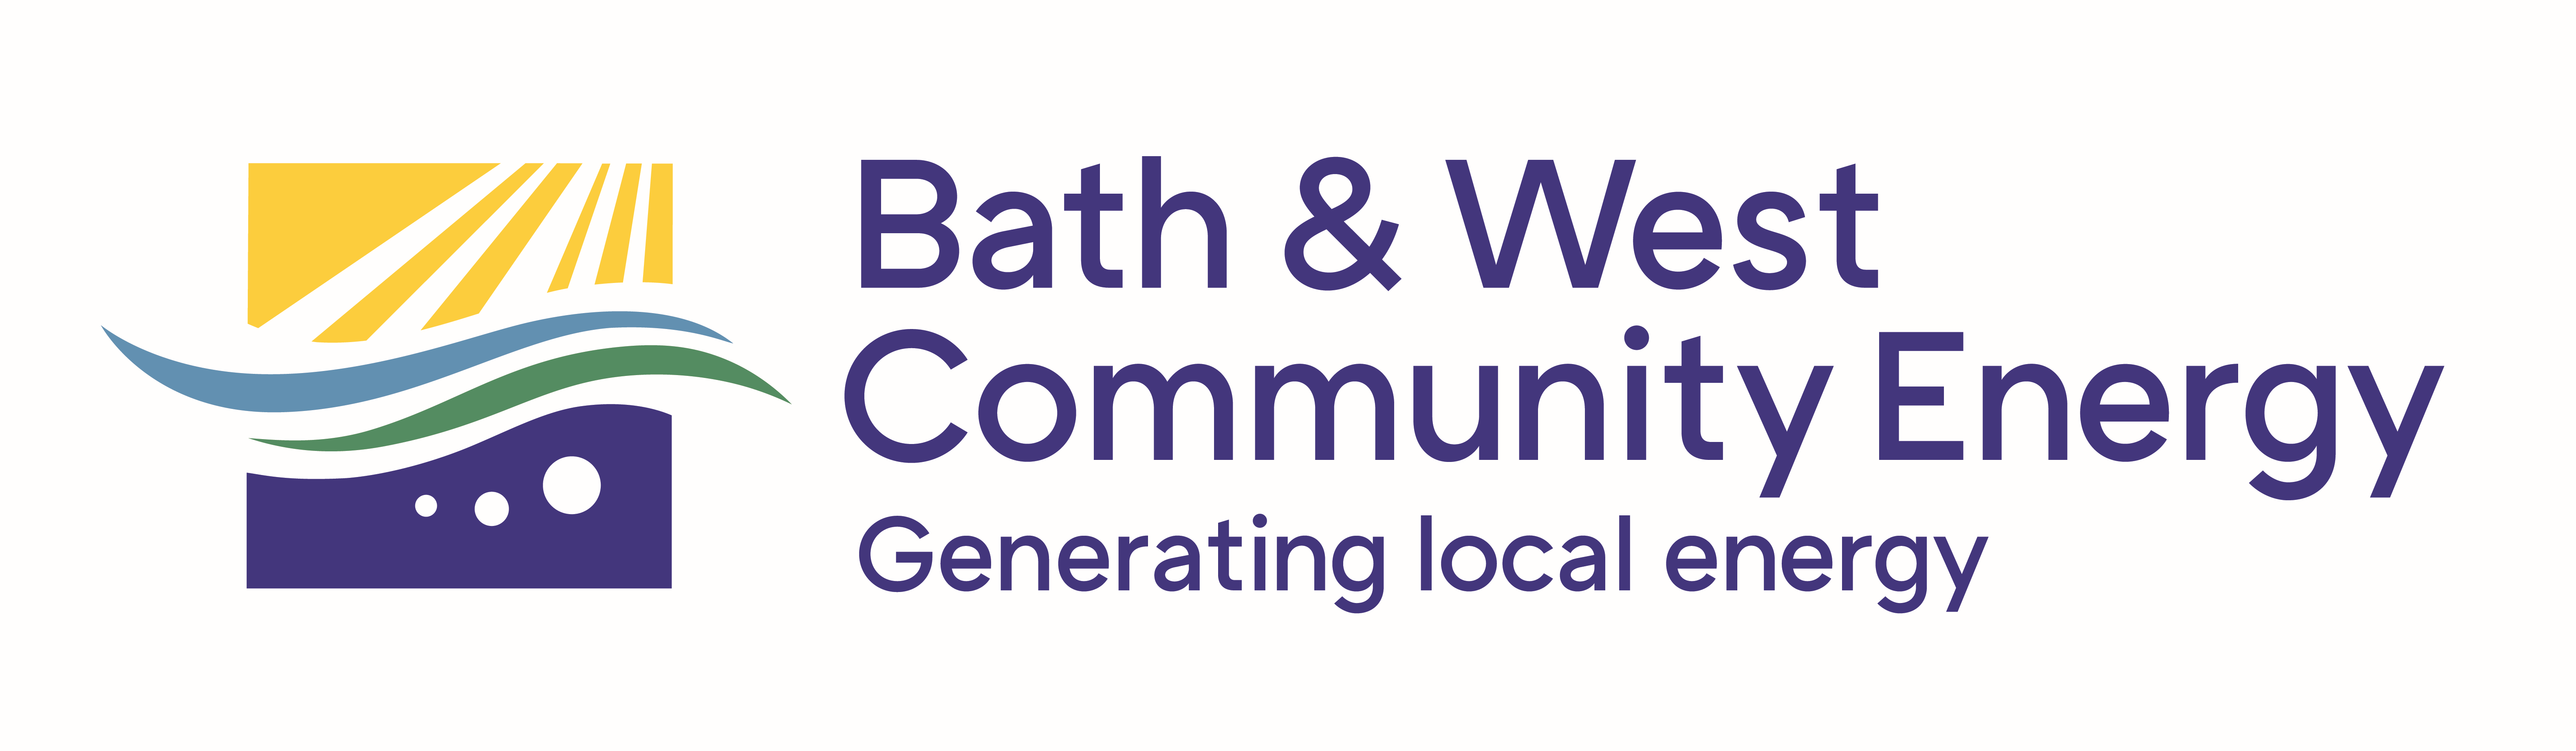 Bath & West
Community Energy
Generating local energy